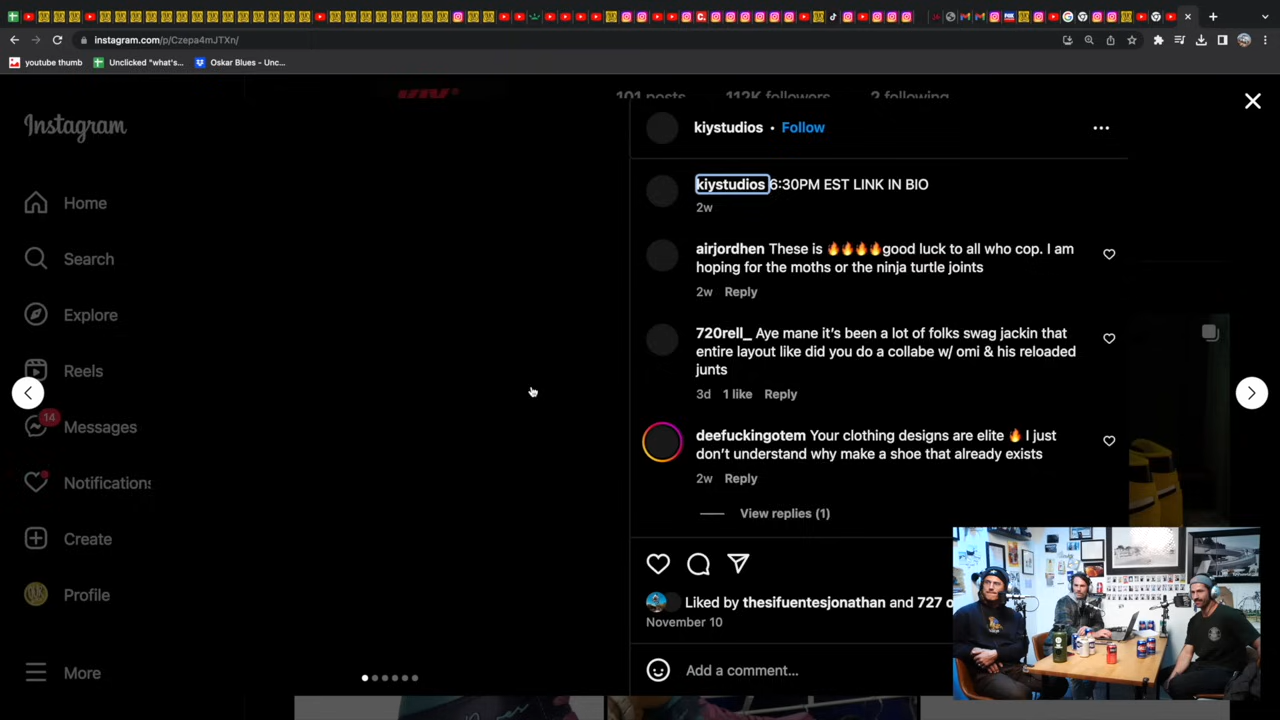 instagram.com/p/Czepa4mJTXn/
youtube thumb
Unclicked "what's...
Oskar Blues - Unc...
101 posts 112K followers 2 following
Instagram
kiystudios • Follow
kiystudios 6:30PM EST LINK IN BIO
2w
Home
airjordhen These is 🔥🔥🔥🔥good luck to all who cop. I am
hoping for the moths or the ninja turtle joints
2w Reply
Search
Explore
720rell_ Aye mane it's been a lot of folks swag jackin that
entire layout like did you do a collabe w/ omi & his reloaded
junts
3d 1 like Reply
Reels
14
Messages
deefuckingotem Your clothing designs are elite 🔥 I just
don't understand why make a shoe that already exists
2w Reply
Notifications
View replies (1)
Create
Profile
Liked by thesifuentesjonathan and 727 o
November 10
More
Add a comment...